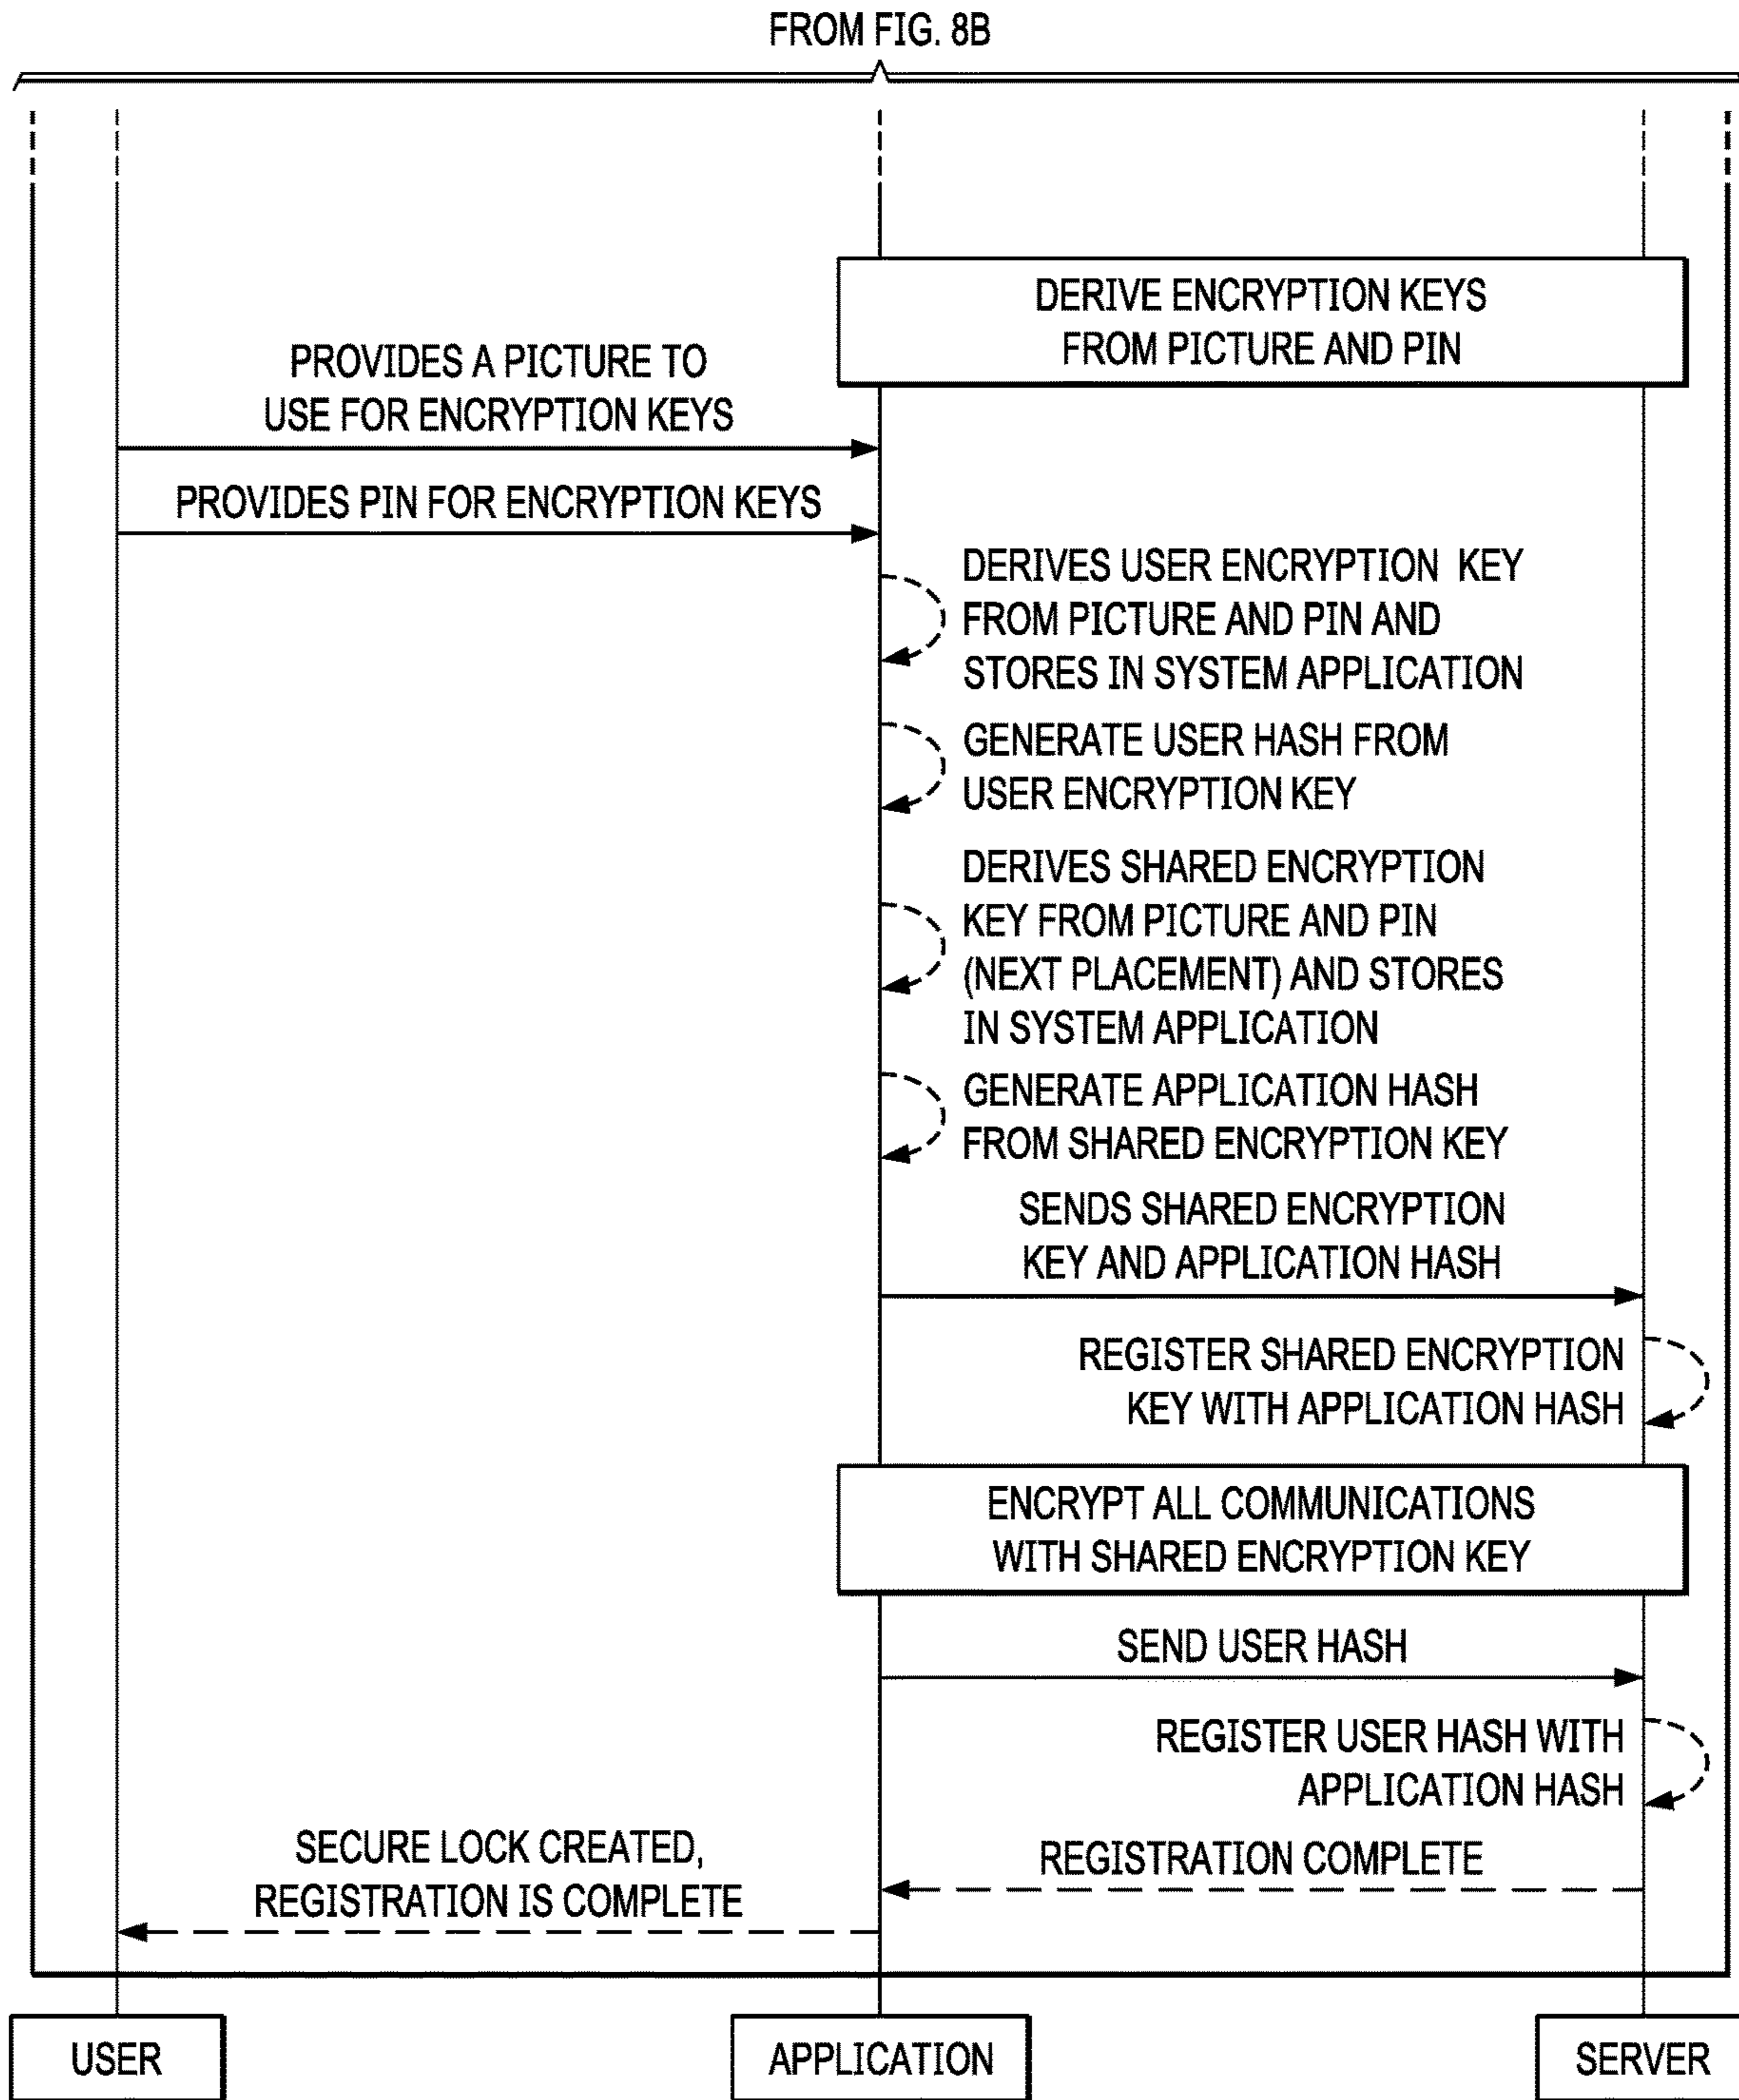 FROM FIG. 8B
DERIVE ENCRYPTION KEYS
FROM PICTURE AND PIN
PROVIDES A PICTURE TO
USE FOR ENCRYPTION KEYS
PROVIDES PIN FOR ENCRYPTION KEYS
DERIVES USER ENCRYPTION KEY
FROM PICTURE AND PIN AND
STORES IN SYSTEM APPLICATION
GENERATE USER HASH FROM
USER ENCRYPTION KEY
DERIVES SHARED ENCRYPTION
KEY FROM PICTURE AND PIN
(NEXT PLACEMENT) AND STORES
IN SYSTEM APPLICATION
GENERATE APPLICATION HASH
FROM SHARED ENCRYPTION KEY
SENDS SHARED ENCRYPTION
KEY AND APPLICATION HASH
REGISTER SHARED ENCRYPTION
KEY WITH APPLICATION HASH
ENCRYPT ALL COMMUNICATIONS
WITH SHARED ENCRYPTION KEY
SEND USER HASH
REGISTER USER HASH WITH
APPLICATION HASH
REGISTRATION COMPLETE
SECURE LOCK CREATED,
REGISTRATION IS COMPLETE
USER
APPLICATION
SERVER